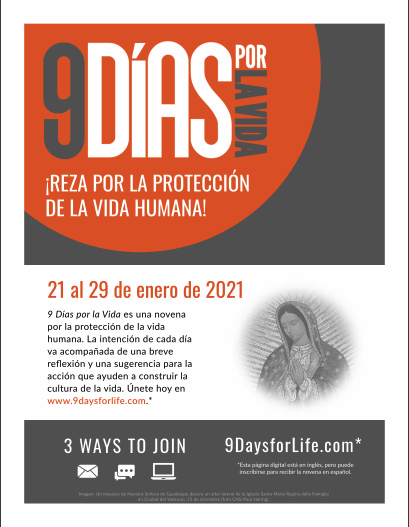 9DÍAS POR LA VIDA
¡REZA POR LA PROTECCIÓN
DE LA VIDA HUMANA!
21 al 29 de enero de 2021
9 Días por la Vida es una novena
por la protección de la vida
humana. La intención de cada día
va acompañada de una breve
reflexión y una sugerencia para la
acción que ayuden a construir la
cultura de la vida. Únete hoy en
www.9daysforlife.com.*
3 WAYS TO JOIN
9DaysforLife.com*
*Esta página digital está en inglés, pero puede
inscribirse para recibir la novena en español.
Imagen: Un mosaico de Nuestra Señora de Guadalupe decora un altar lateral de la iglesia Santa María Regina della Famiglia
en Ciudad del Vaticano, 12 de diciembre (foto CNS/Paul Haring).